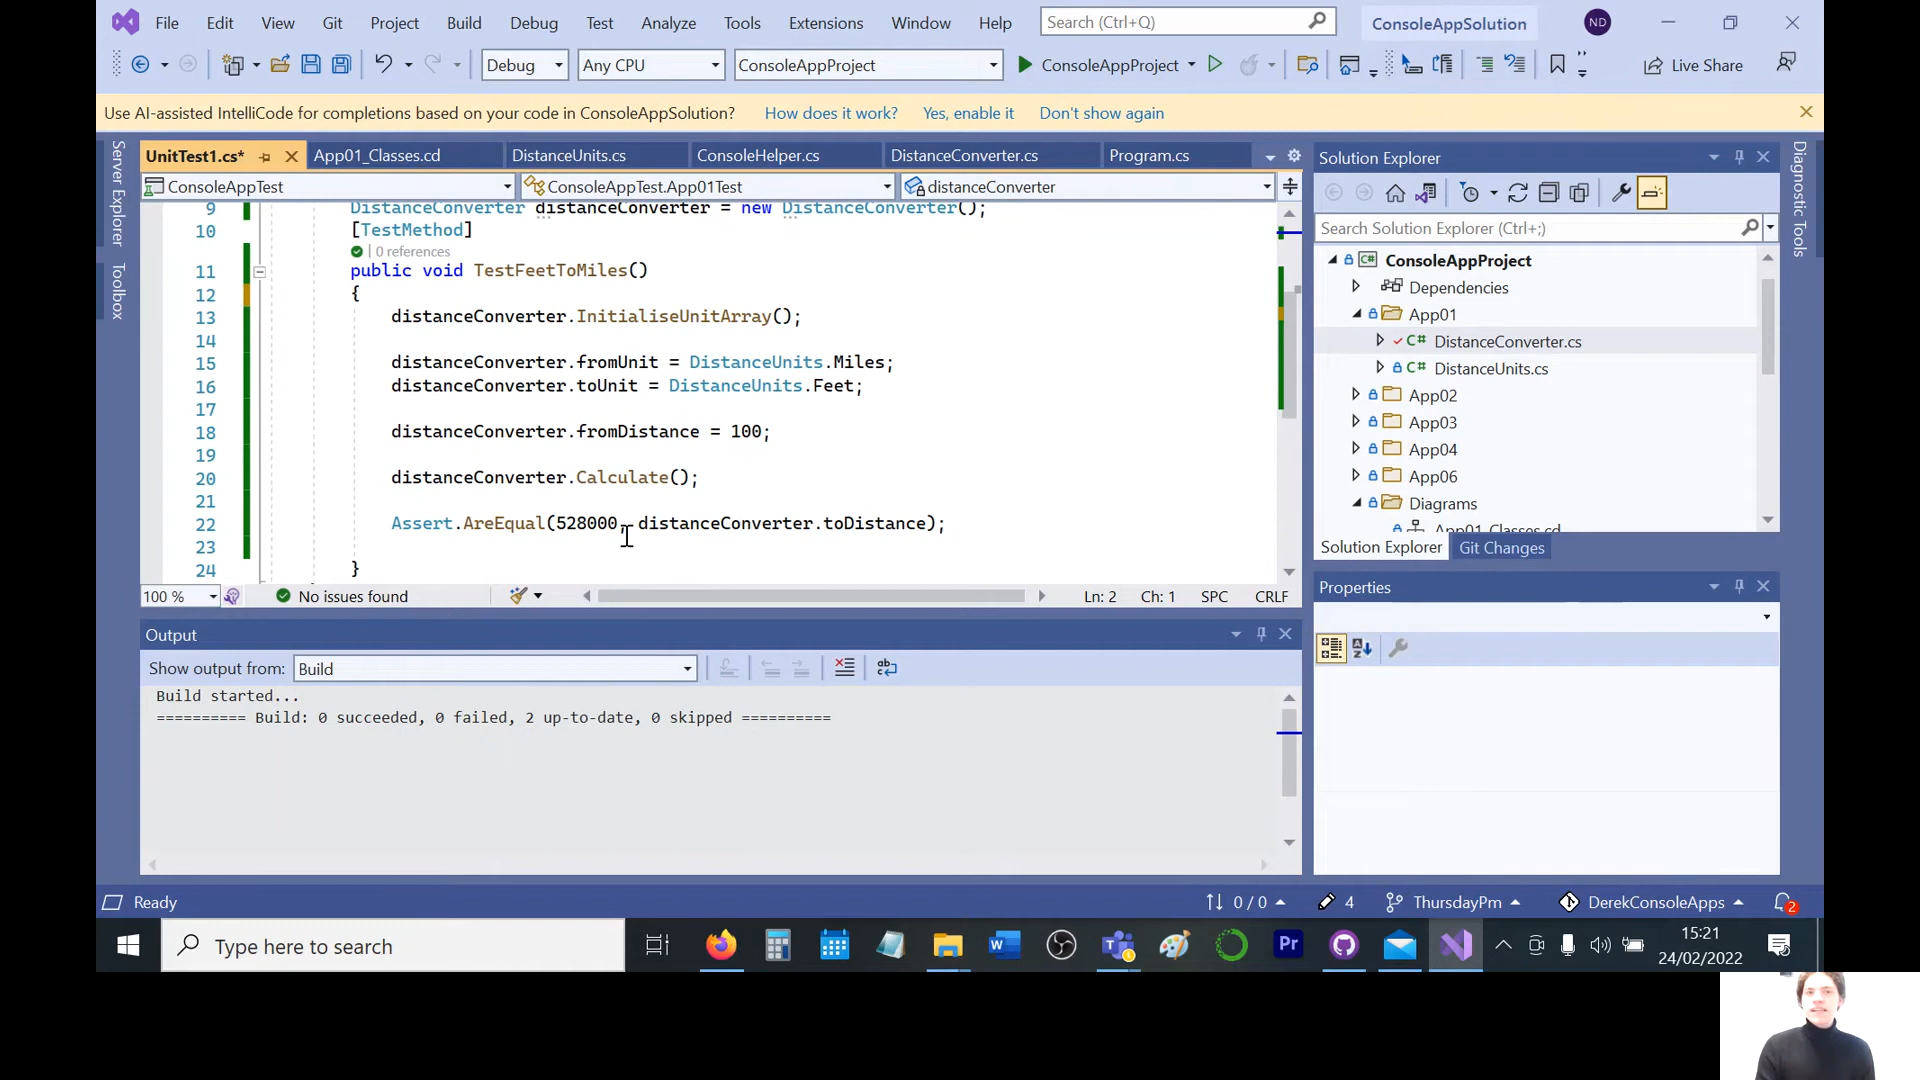 File Edit View Git Project Build Debug Test Analyze Tools Extensions Window Help Search (Ctrl+Q) ConsoleAppSolution ND
Debug Any CPU ConsoleAppProject ConsoleAppProject Live Share
Use AI-assisted IntelliCode for completions based on your code in ConsoleAppSolution? How does it work? Yes, enable it Don't show again
Server Explorer
Toolbox
UnitTest1.cs* App01_Classes.cd DistanceUnits.cs ConsoleHelper.cs DistanceConverter.cs Program.cs
ConsoleAppTest ConsoleAppTest.App01Test distanceConverter
9 DistanceConverter distanceConverter = new DistanceConverter();
10 [TestMethod]
0 references
11 public void TestFeetToMiles()
12 {
13 distanceConverter.InitialiseUnitArray();
14
15 distanceConverter.fromUnit = DistanceUnits.Miles;
16 distanceConverter.toUnit = DistanceUnits.Feet;
17
18 distanceConverter.fromDistance = 100;
19
20 distanceConverter.Calculate();
21
22 Assert.AreEqual(528000, distanceConverter.toDistance);
23
24 }
100 % No issues found Ln: 2 Ch: 1 SPC CRLF
Output
Show output from: Build
Build started...
========== Build: 0 succeeded, 0 failed, 2 up-to-date, 0 skipped ==========
Solution Explorer
Search Solution Explorer (Ctrl+;)
ConsoleAppProject
Dependencies
App01
C# DistanceConverter.cs
C# DistanceUnits.cs
App02
App03
App04
App06
Diagrams
App01_Classes.cd
Solution Explorer Git Changes
Properties
Diagnostic Tools
Ready 0 / 0 4 ThursdayPm DerekConsoleApps 2
Type here to search W Pr 15:21
24/02/2022